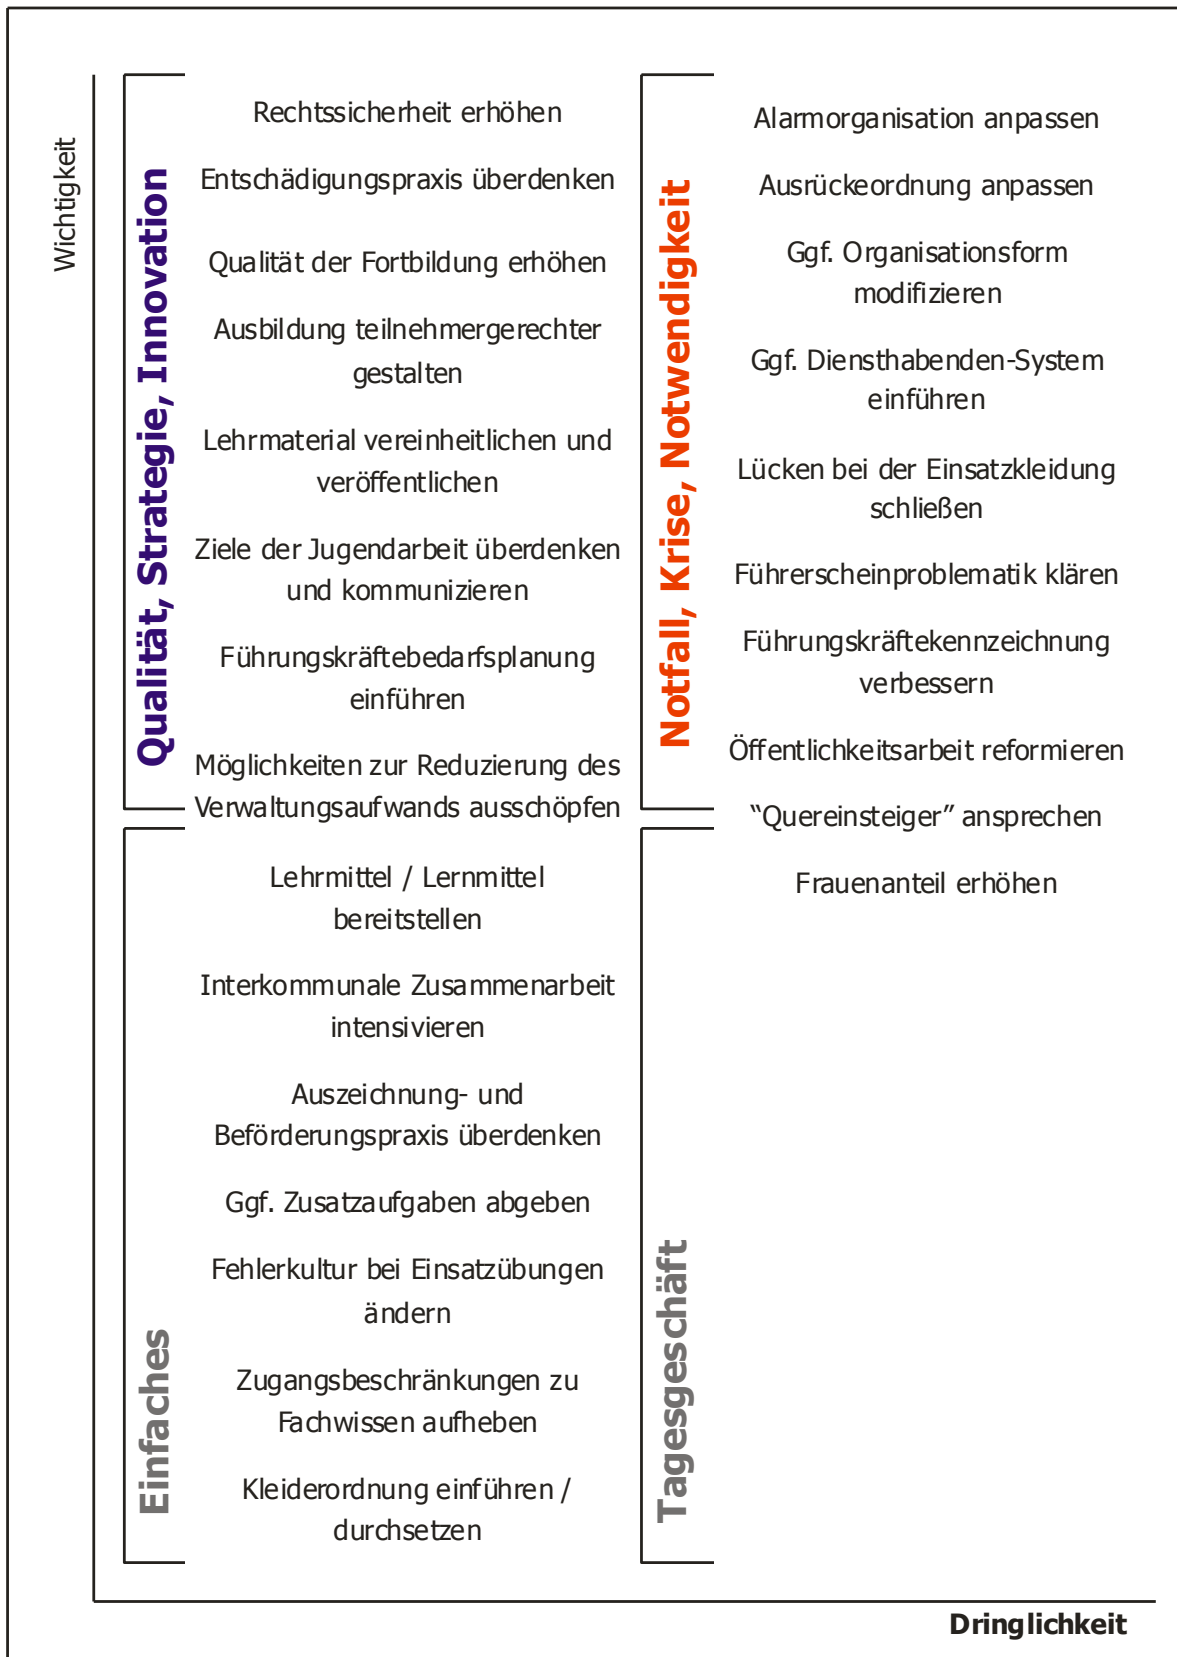 Wichtigkeit
Qualität, Strategie, Innovation
Rechtssicherheit erhöhen
Entschädigungspraxis überdenken
Qualität der Fortbildung erhöhen
Ausbildung teilnehmergerechter
gestalten
Lehrmaterial vereinheitlichen und
veröffentlichen
Ziele der Jugendarbeit überdenken
und kommunizieren
Führungskräftebedarfsplanung
einführen
Möglichkeiten zur Reduzierung des
Verwaltungsaufwands ausschöpfen
Notfall, Krise, Notwendigkeit
Alarmorganisation anpassen
Ausrückeordnung anpassen
Ggf. Organisationsform
modifizieren
Ggf. Diensthabenden-System
einführen
Lücken bei der Einsatzkleidung
schließen
Führerscheinproblematik klären
Führungskräftekennzeichnung
verbessern
Öffentlichkeitsarbeit reformieren
“Quereinsteiger” ansprechen
Frauenanteil erhöhen
Einfaches
Lehrmittel / Lernmittel
bereitstellen
Interkommunale Zusammenarbeit
intensivieren
Auszeichnung- und
Beförderungspraxis überdenken
Ggf. Zusatzaufgaben abgeben
Fehlerkultur bei Einsatzübungen
ändern
Zugangsbeschränkungen zu
Fachwissen aufheben
Kleiderordnung einführen /
durchsetzen
Tagesgeschäft
Dringlichkeit